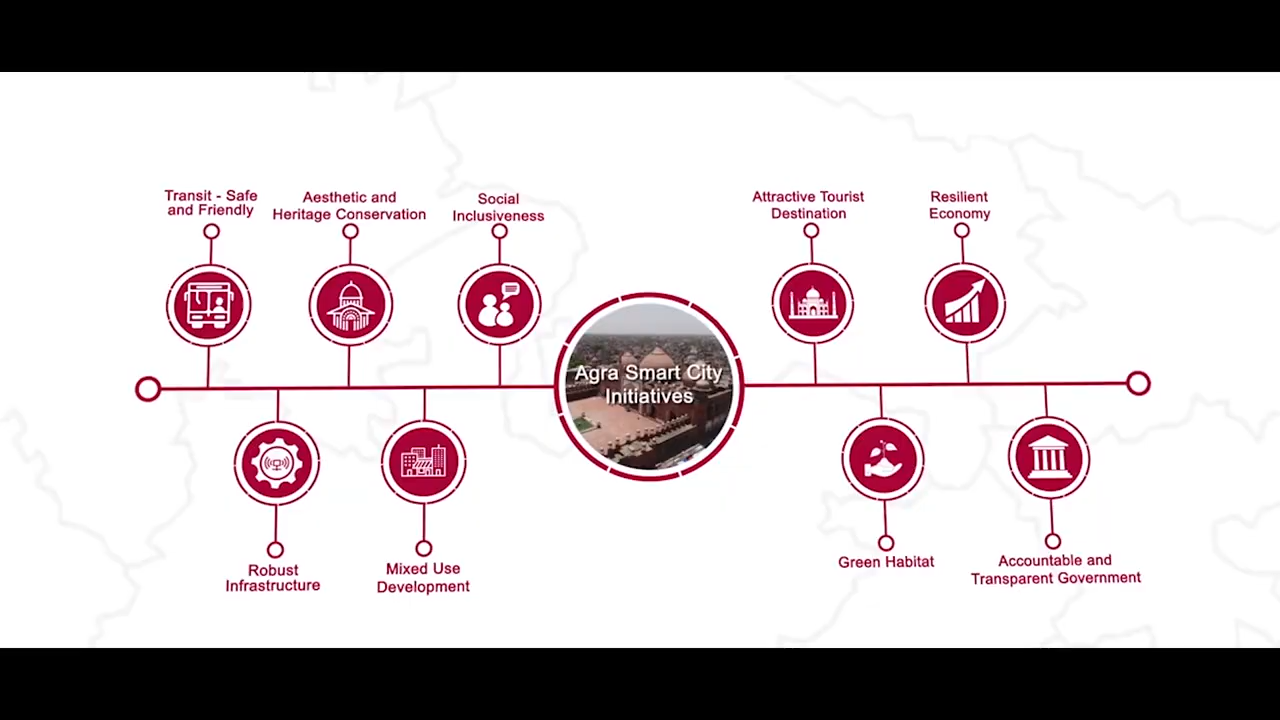 Transit - Safe
and Friendly
Aesthetic and
Heritage Conservation
Social
Inclusiveness
Attractive Tourist
Destination
Resilient
Economy
Agra Smart City
Initiatives
Robust
Infrastructure
Mixed Use
Development
Green Habitat
Accountable and
Transparent Government